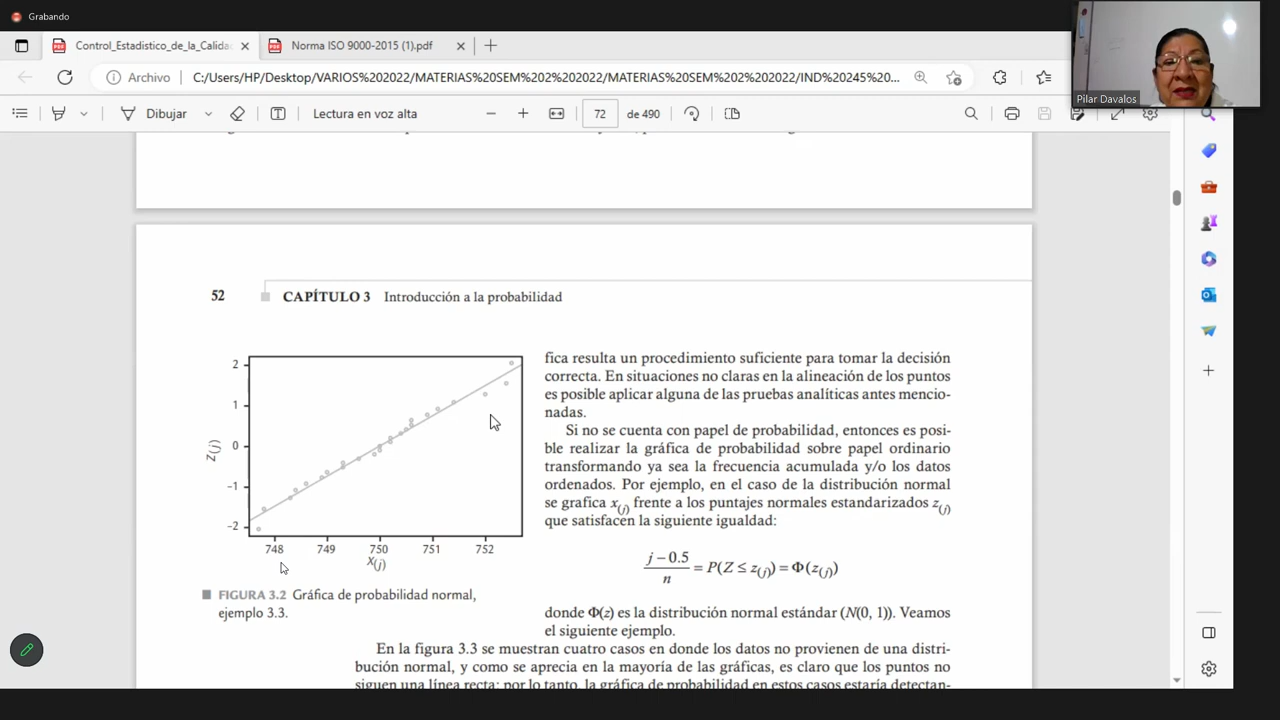 Grabando
Control_Estadistico_de_la_Calida
Norma ISO 9000-2015 (1).pdf
Archivo
C:/Users/HP/Desktop/VARIOS%202022/MATERIAS%20SEM%202%202022/MATERIAS%20SEM%202%202022/IND%20245%20...
Pilar Davalos
Dibujar
Lectura en voz alta
72
de 490
52
CAPÍTULO 3 Introducción a la probabilidad
2
1
0
−1
−2
z(j)
748 749 750 751 752
x(j)
FIGURA 3.2 Gráfica de probabilidad normal,
ejemplo 3.3.
fica resulta un procedimiento suficiente para tomar la decisión
correcta. En situaciones no claras en la alineación de los puntos
es posible aplicar alguna de las pruebas analíticas antes mencio-
nadas.
Si no se cuenta con papel de probabilidad, entonces es posi-
ble realizar la gráfica de probabilidad sobre papel ordinario
transformando ya sea la frecuencia acumulada y/o los datos
ordenados. Por ejemplo, en el caso de la distribución normal
se grafica x(j) frente a los puntajes normales estandarizados z(j)
que satisfacen la siguiente igualdad:
j − 0.5
n
= P(Z ≤ z(j)) = Φ(z(j))
donde Φ(z) es la distribución normal estándar (N(0, 1)). Veamos
el siguiente ejemplo.
En la figura 3.3 se muestran cuatro casos en donde los datos no provienen de una distri-
bución normal, y como se aprecia en la mayoría de las gráficas, es claro que los puntos no
siguen una línea recta; por lo tanto, la gráfica de probabilidad en estos casos estaría detectan-